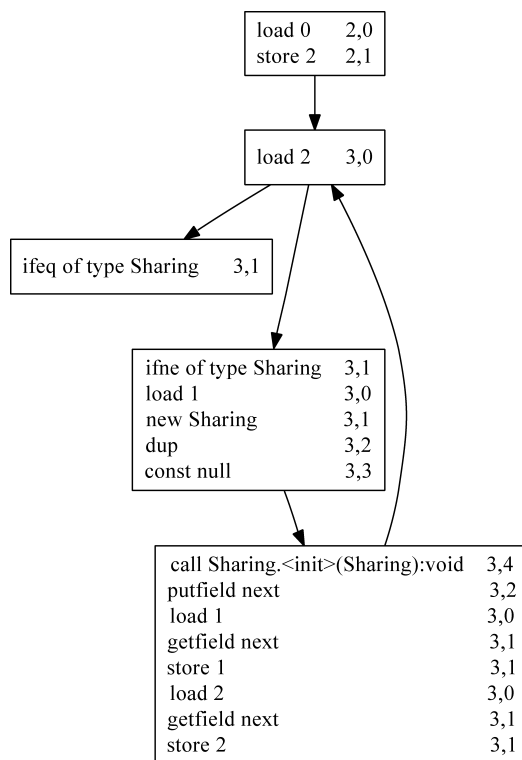 load 0 2,0
store 2 2,1
load 2 3,0
ifeq of type Sharing 3,1
ifne of type Sharing 3,1
load 1 3,0
new Sharing 3,1
dup 3,2
const null 3,3
call Sharing.<init>(Sharing):void 3,4
putfield next 3,2
load 1 3,0
getfield next 3,1
store 1 3,1
load 2 3,0
getfield next 3,1
store 2 3,1